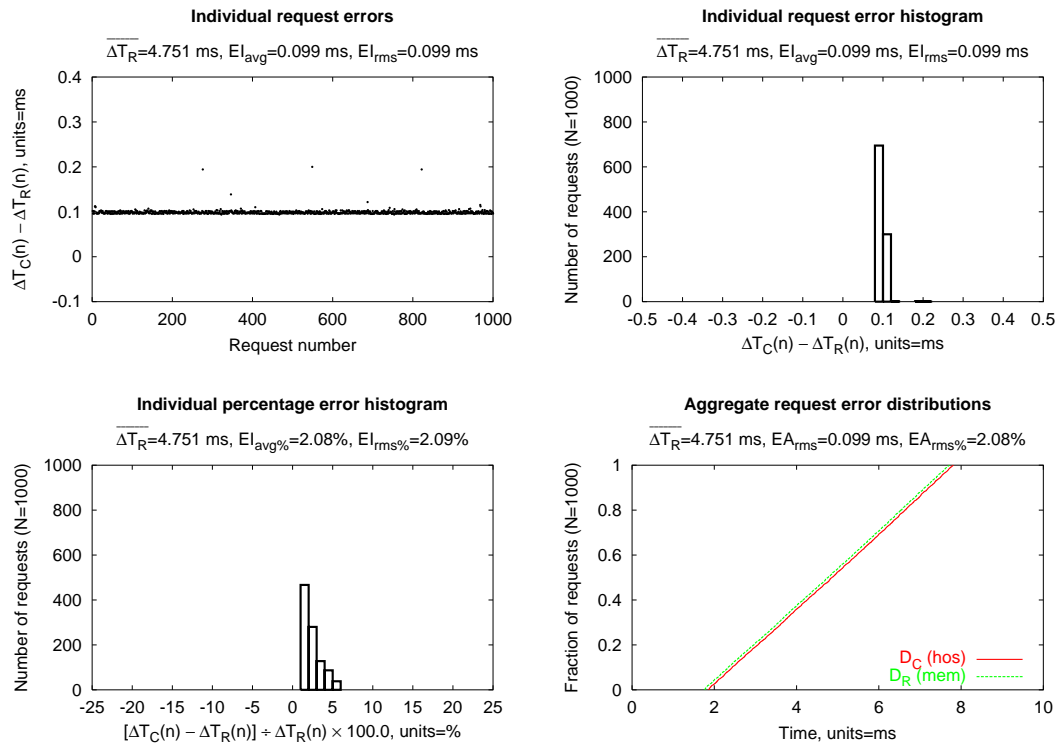 Individual request errors
ΔT_R=4.751 ms, EI_avg=0.099 ms, EI_rms=0.099 ms
ΔT_C(n) − ΔT_R(n), units=ms
0.4
0.3
0.2
0.1
0
-0.1
0 200 400 600 800 1000
Request number
Individual request error histogram
ΔT_R=4.751 ms, EI_avg=0.099 ms, EI_rms=0.099 ms
Number of requests (N=1000)
1000
800
600
400
200
0
-0.5 -0.4 -0.3 -0.2 -0.1 0 0.1 0.2 0.3 0.4 0.5
ΔT_C(n) − ΔT_R(n), units=ms
Individual percentage error histogram
ΔT_R=4.751 ms, EI_avg%=2.08%, EI_rms%=2.09%
Number of requests (N=1000)
1000
800
600
400
200
0
-25 -20 -15 -10 -5 0 5 10 15 20 25
[ΔT_C(n) − ΔT_R(n)] ÷ ΔT_R(n) × 100.0, units=%
Aggregate request error distributions
ΔT_R=4.751 ms, EA_rms=0.099 ms, EA_rms%=2.08%
Fraction of requests (N=1000)
1
0.8
0.6
0.4
0.2
0
D_C (hos)
D_R (mem)
0 2 4 6 8 10
Time, units=ms